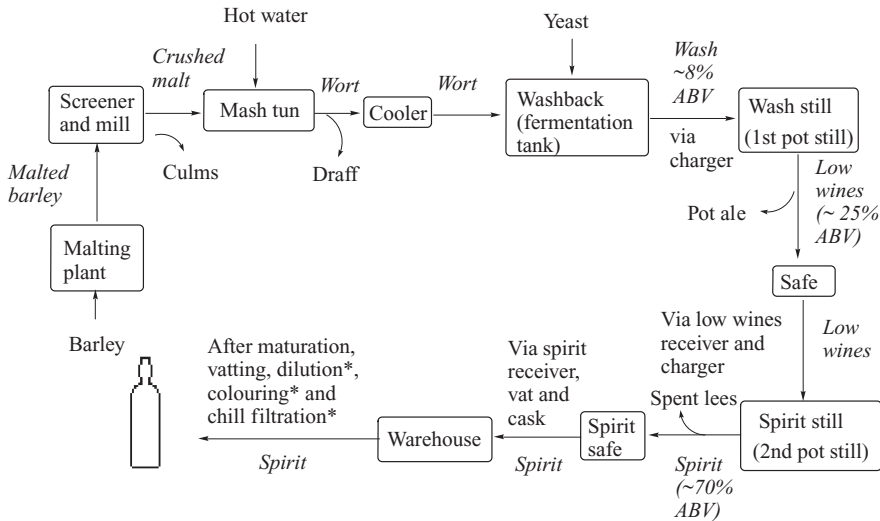 Hot water
Yeast
Crushed
malt
Wort
Wort
Wash
~8%
ABV
Screener
and mill
Mash tun
Cooler
Washback
(fermentation
tank)
Wash still
(1st pot still)
via
charger
Culms
Draff
Malted
barley
Low
wines
(~ 25%
ABV)
Pot ale
Malting
plant
Safe
Barley
After maturation,
vatting, dilution*,
colouring* and
chill filtration*
Via spirit
receiver,
vat and
cask
Via low wines
receiver and
charger
Low
wines
Spent lees
Spirit still
(2nd pot still)
Warehouse
Spirit
safe
Spirit
Spirit
Spirit
(~70%
ABV)